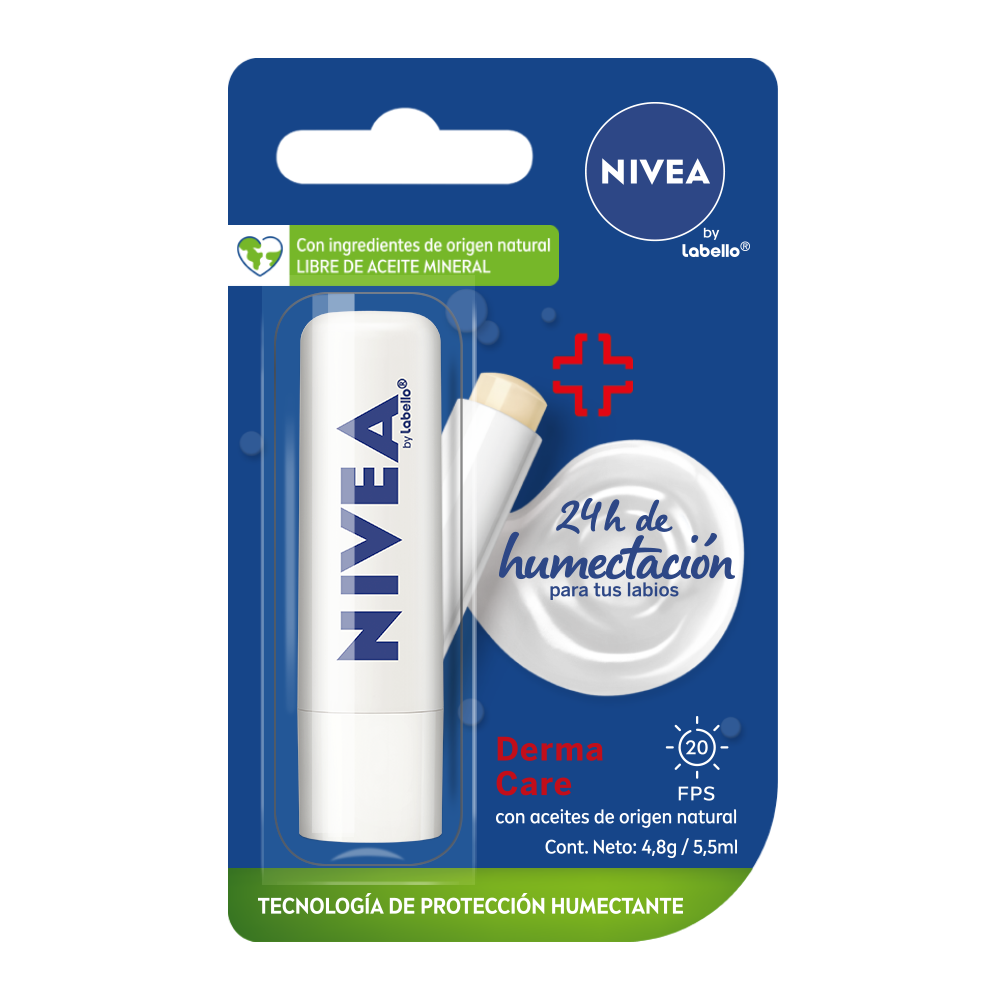 NIVEA
by
Labello®
Con ingredientes de origen natural
LIBRE DE ACEITE MINERAL
NIVEA
by Labello®
24h de
humectación
para tus labios
Derma
Care
20
FPS
con aceites de origen natural
Cont. Neto: 4,8g / 5,5ml
TECNOLOGÍA DE PROTECCIÓN HUMECTANTE